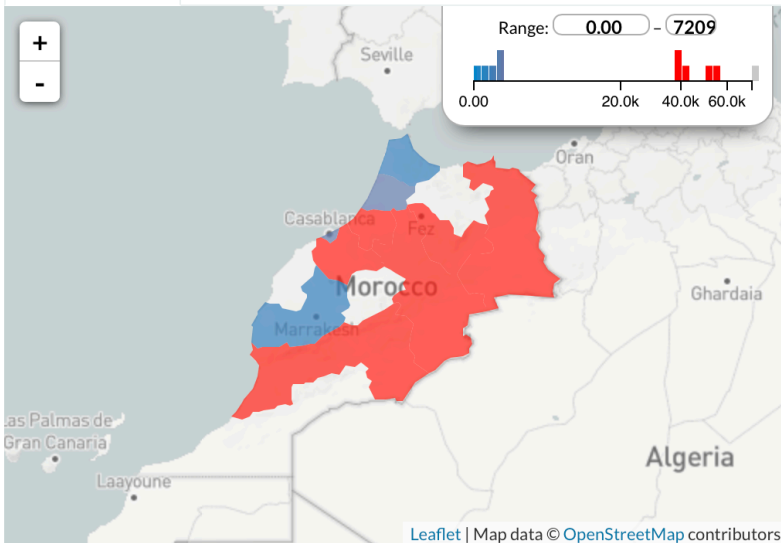 +
-
Range: 0.00 – 7209
0.00 20.0k 40.0k 60.0k
Seville
Oran
Casablanca
Fez
Morocco
Ghardaia
Marrakesh
as Palmas de
Gran Canaria
Algeria
Laayoune
Leaflet | Map data © OpenStreetMap contributors